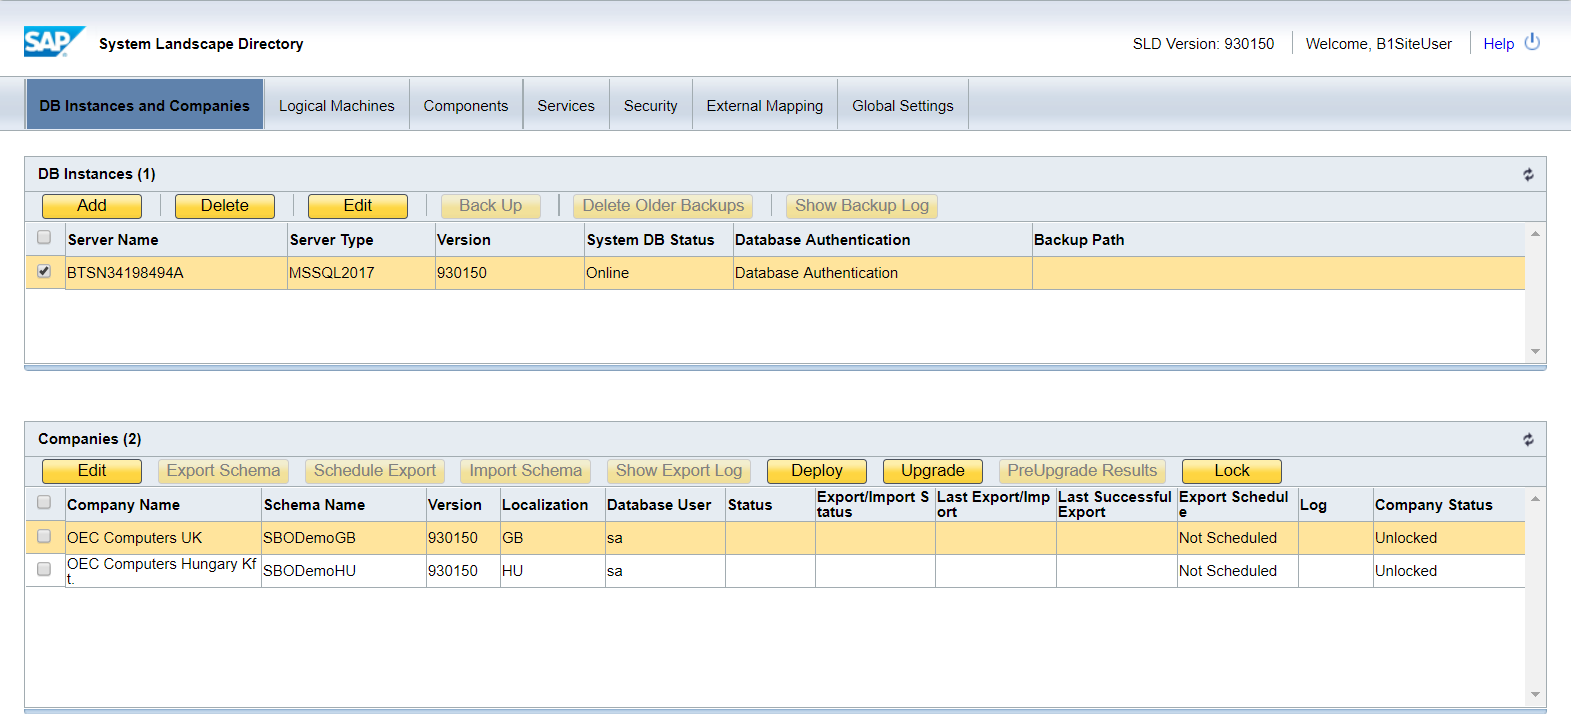 SAP System Landscape Directory SLD Version: 930150 Welcome, B1SiteUser Help
DB Instances and Companies Logical Machines Components Services Security External Mapping Global Settings
DB Instances (1)
Add Delete Edit Back Up Delete Older Backups Show Backup Log
Server Name Server Type Version System DB Status Database Authentication Backup Path
BTSN34198494A MSSQL2017 930150 Online Database Authentication
Companies (2)
Edit Export Schema Schedule Export Import Schema Show Export Log Deploy Upgrade PreUpgrade Results Lock
Company Name Schema Name Version Localization Database User Status Export/Import S
tatus Last Export/Imp
ort Last Successful
Export Export Schedul
e Log Company Status
OEC Computers UK SBODemoGB 930150 GB sa Not Scheduled Unlocked
OEC Computers Hungary Kf
t. SBODemoHU 930150 HU sa Not Scheduled Unlocked